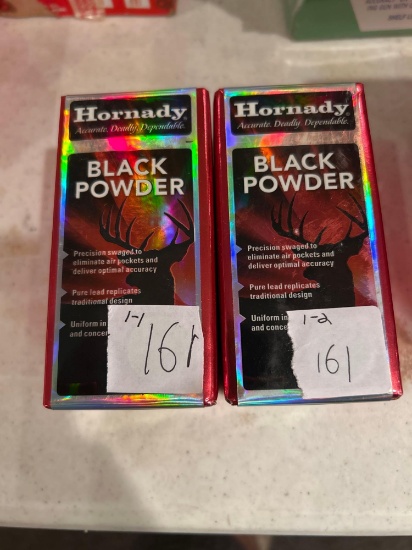 Hornady®
Accurate. Deadly. Dependable.
BLACK
POWDER
Precision swaged to
eliminate air pockets and
deliver optimal accuracy
Pure lead replicates
traditional design
Uniform in
and conce
1-1
161
Hornady®
Accurate. Deadly. Dependable.
BLACK
POWDER
Precision swaged to
eliminate air pockets and
deliver optimal accuracy
Pure lead replicates
traditional design
Uniform
and conce
1-2
161